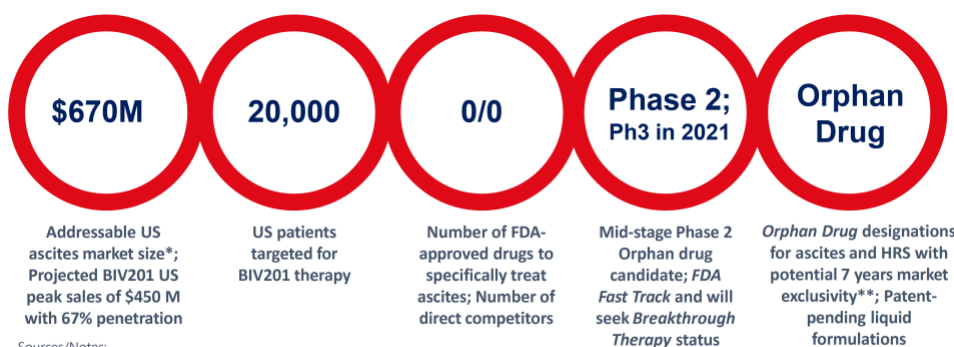 $670M
20,000
0/0
Phase 2;
Ph3 in 2021
Orphan
Drug
Addressable US
ascites market size*;
Projected BIV201 US
peak sales of $450 M
with 67% penetration
US patients
targeted for
BIV201 therapy
Number of FDA-
approved drugs to
specifically treat
ascites; Number of
direct competitors
Mid-stage Phase 2
Orphan drug
candidate; FDA
Fast Track and will
seek Breakthrough
Therapy status
Orphan Drug designations
for ascites and HRS with
potential 7 years market
exclusivity**; Patent-
pending liquid
formulations
Sources/Notes: